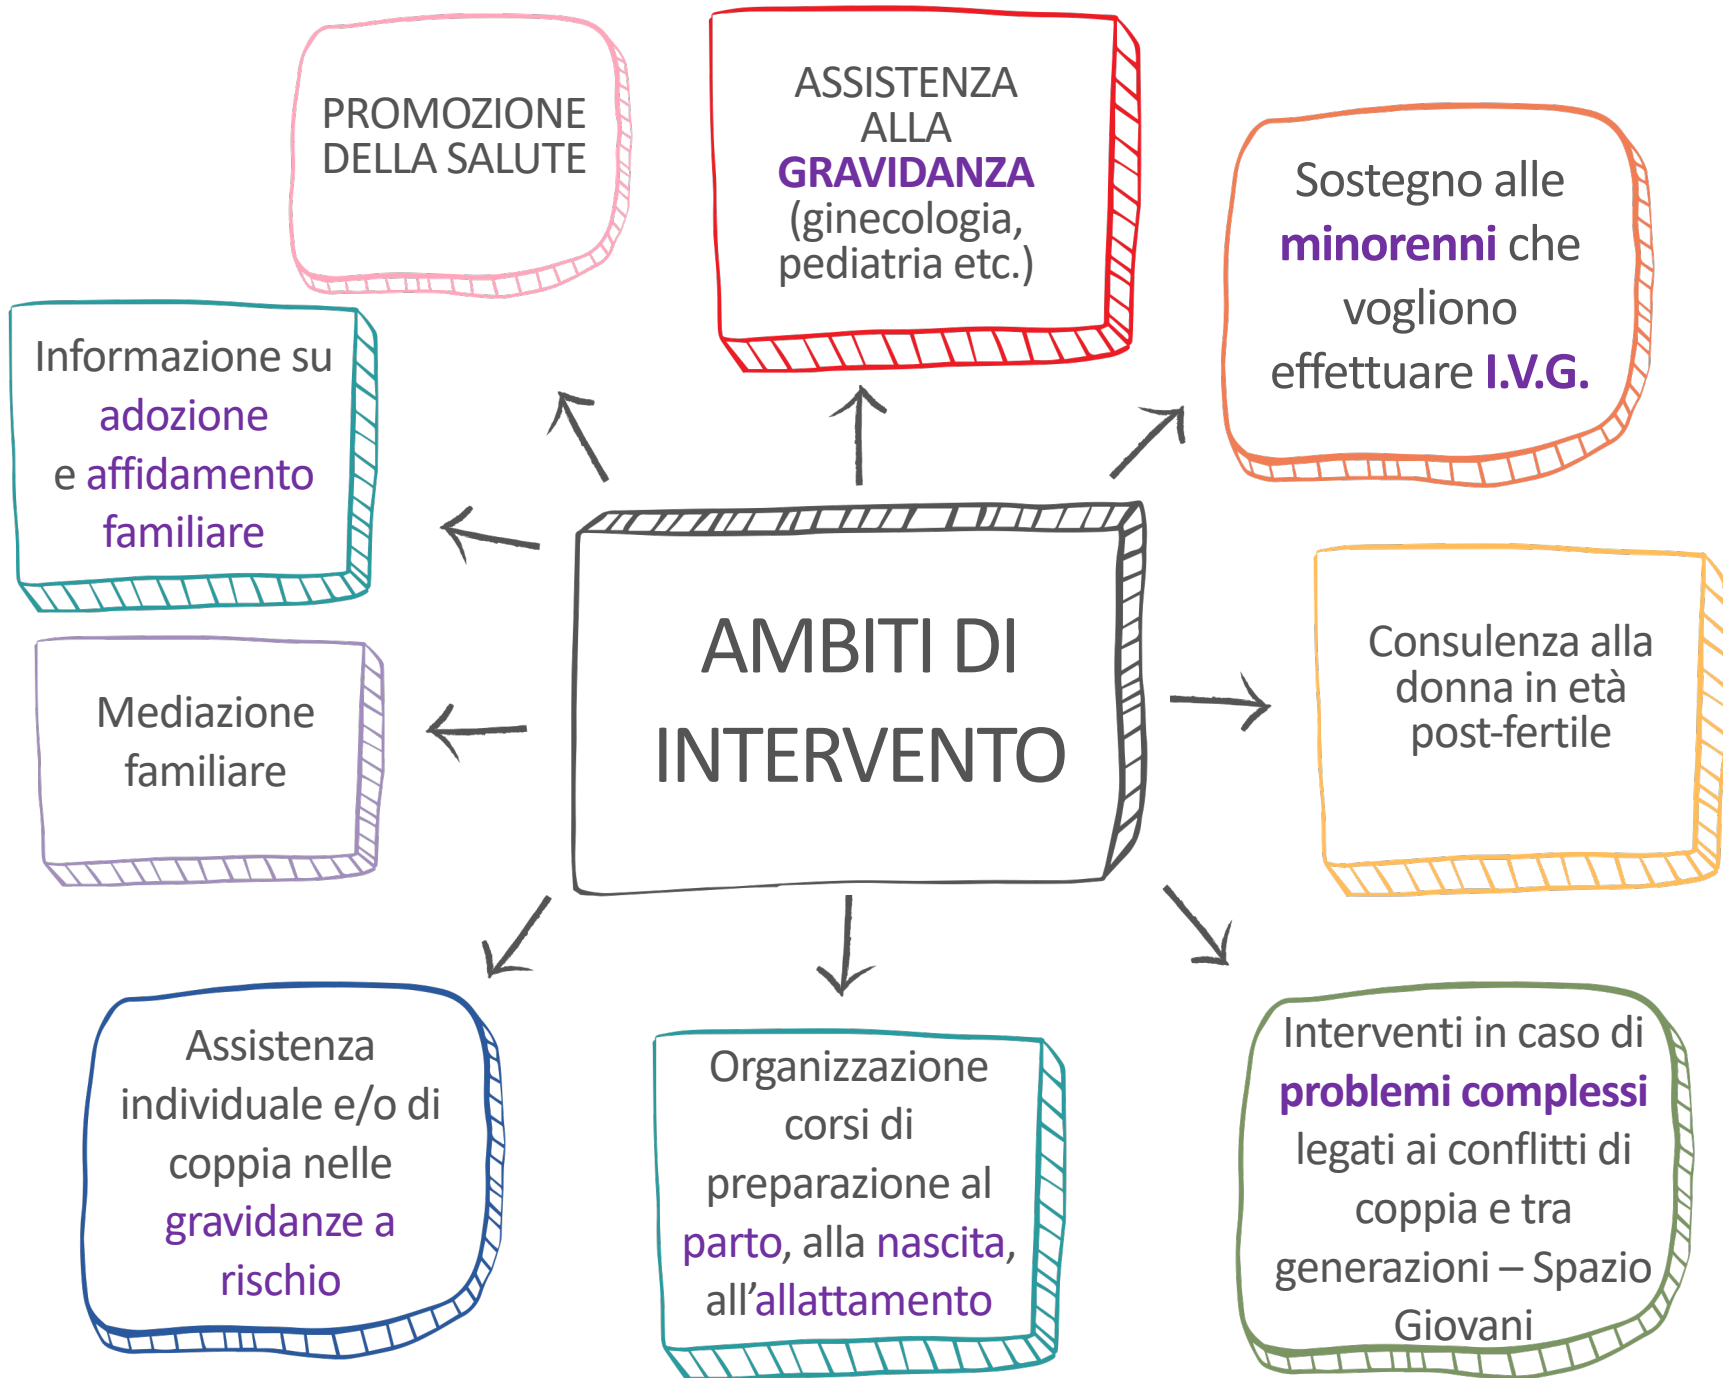 PROMOZIONE
DELLA SALUTE
ASSISTENZA
ALLA
GRAVIDANZA
(ginecologia,
pediatria etc.)
Sostegno alle
minorenni che
vogliono
effettuare I.V.G.
Informazione su
adozione
e affidamento
familiare
AMBITI DI
INTERVENTO
Consulenza alla
donna in età
post-fertile
Mediazione
familiare
Assistenza
individuale e/o di
coppia nelle
gravidanze a
rischio
Organizzazione
corsi di
preparazione al
parto, alla nascita,
all’allattamento
Interventi in caso di
problemi complessi
legati ai conflitti di
coppia e tra
generazioni – Spazio
Giovani